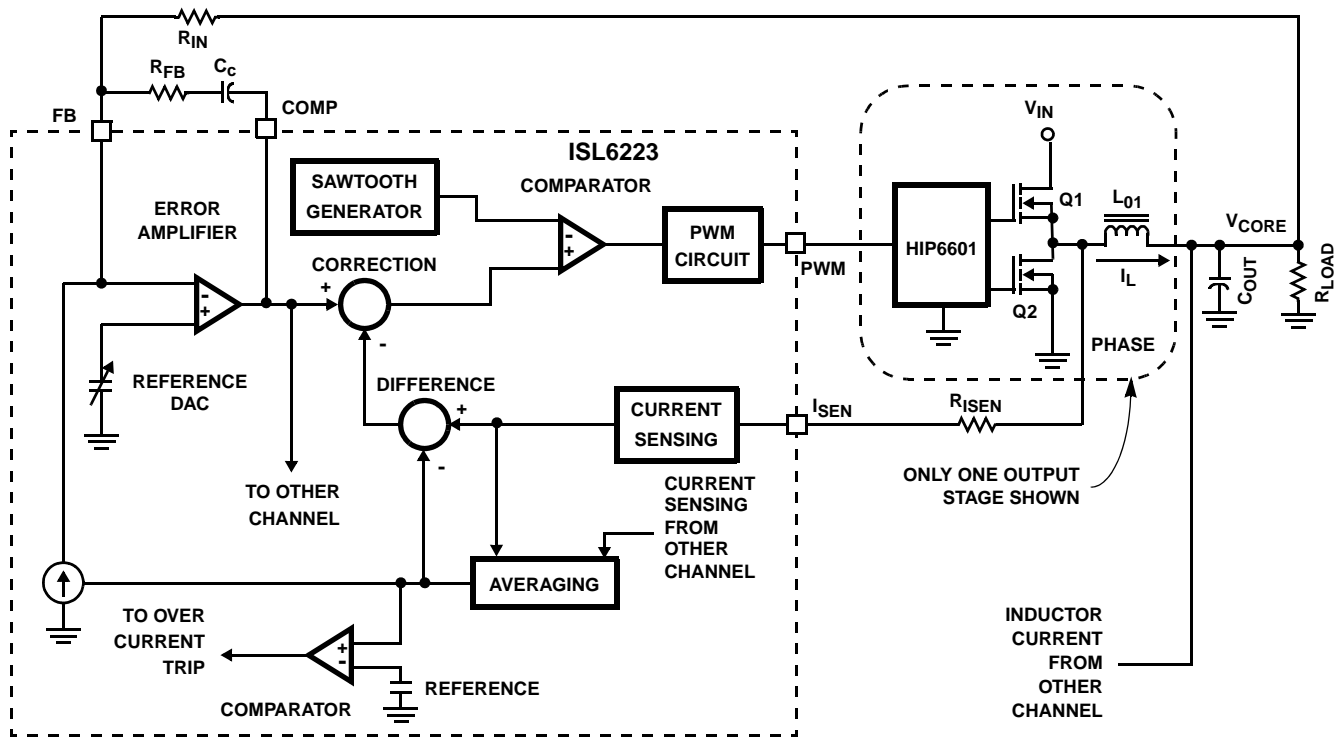 R_IN
R_FB
C_c
FB
COMP
ISL6223
COMPARATOR
SAWTOOTH
GENERATOR
-
+
PWM
CIRCUIT
PWM
V_IN
HIP6601
Q1
Q2
L_01
I_L
V_CORE
C_OUT
R_LOAD
PHASE
ERROR
AMPLIFIER
-
+
CORRECTION
+
-
REFERENCE
DAC
DIFFERENCE
+
-
CURRENT
SENSING
I_SEN
R_ISEN
ONLY ONE OUTPUT
STAGE SHOWN
TO OTHER
CHANNEL
CURRENT
SENSING
FROM
OTHER
CHANNEL
AVERAGING
TO OVER
CURRENT
TRIP
+
-
REFERENCE
COMPARATOR
INDUCTOR
CURRENT
FROM
OTHER
CHANNEL